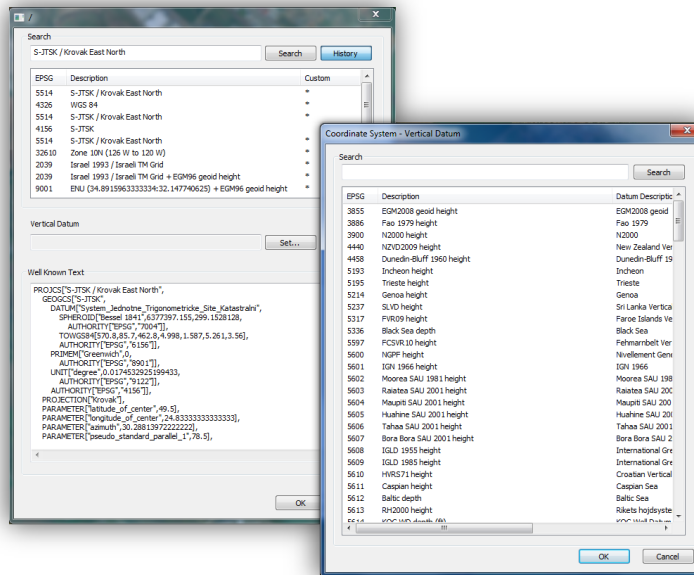 /
x
Search
S-JTSK / Krovak East North
Search
History
EPSG Description Custom
5514 S-JTSK / Krovak East North *
4326 WGS 84 *
5514 S-JTSK / Krovak East North *
4156 S-JTSK *
5514 S-JTSK / Krovak East North *
32610 Zone 10N (126 W to 120 W) *
2039 Israel 1993 / Israeli TM Grid *
2039 Israel 1993 / Israeli TM Grid + EGM96 geoid height *
9001 ENU (34.8915963333334:32.147740625) + EGM96 geoid height *
Vertical Datum
Set...
Well Known Text
PROJCS["S-JTSK / Krovak East North",
GEOGCS["S-JTSK",
DATUM["System_Jednotne_Trigonometricke_Site_Katastralni",
SPHEROID["Bessel 1841",6377397.155,299.1528128,
AUTHORITY["EPSG","7004"]],
TOWGS84[570.8,85.7,462.8,4.998,1.587,5.261,3.56],
AUTHORITY["EPSG","6156"]],
PRIMEM["Greenwich",0,
AUTHORITY["EPSG","8901"]],
UNIT["degree",0.0174532925199433,
AUTHORITY["EPSG","9122"]],
AUTHORITY["EPSG","4156"]],
PROJECTION["Krovak"],
PARAMETER["latitude_of_center",49.5],
PARAMETER["longitude_of_center",24.83333333333333],
PARAMETER["azimuth",30.28813972222222],
PARAMETER["pseudo_standard_parallel_1",78.5],
OK
Coordinate System - Vertical Datum
x
Search
Search
EPSG Description Datum Descriptic
3855 EGM2008 geoid height EGM2008 geoid
3886 Fao 1979 height Fao 1979
3900 N2000 height N2000
4440 NZVD2009 height New Zealand Ver
4458 Dunedin-Bluff 1960 height Dunedin-Bluff 19
5193 Incheon height Incheon
5195 Trieste height Trieste
5214 Genoa height Genoa
5237 SLVD height Sri Lanka Vertica
5317 FVR09 height Faroe Islands Ve
5336 Black Sea depth Black Sea
5597 FCSVR10 height Fehmarnbelt Ver
5600 NGPF height Nivellement Gene
5601 IGN 1966 height IGN 1966
5602 Moorea SAU 1981 height Moorea SAU 198
5603 Raiatea SAU 2001 height Raiatea SAU 200
5604 Maupiti SAU 2001 height Maupiti SAU 200
5605 Huahine SAU 2001 height Huahine SAU 200
5606 Tahaa SAU 2001 height Tahaa SAU 2001
5607 Bora Bora SAU 2001 height Bora Bora SAU 2
5608 IGLD 1955 height International Gre
5609 IGLD 1985 height International Gre
5610 HVRS71 height Croatian Vertical
5611 Caspian height Caspian Sea
5612 Baltic depth Baltic Sea
5613 RH2000 height Rikets hojdsyste
5614 KOC WD depth (ft) KOC Well Datum
OK
Cancel